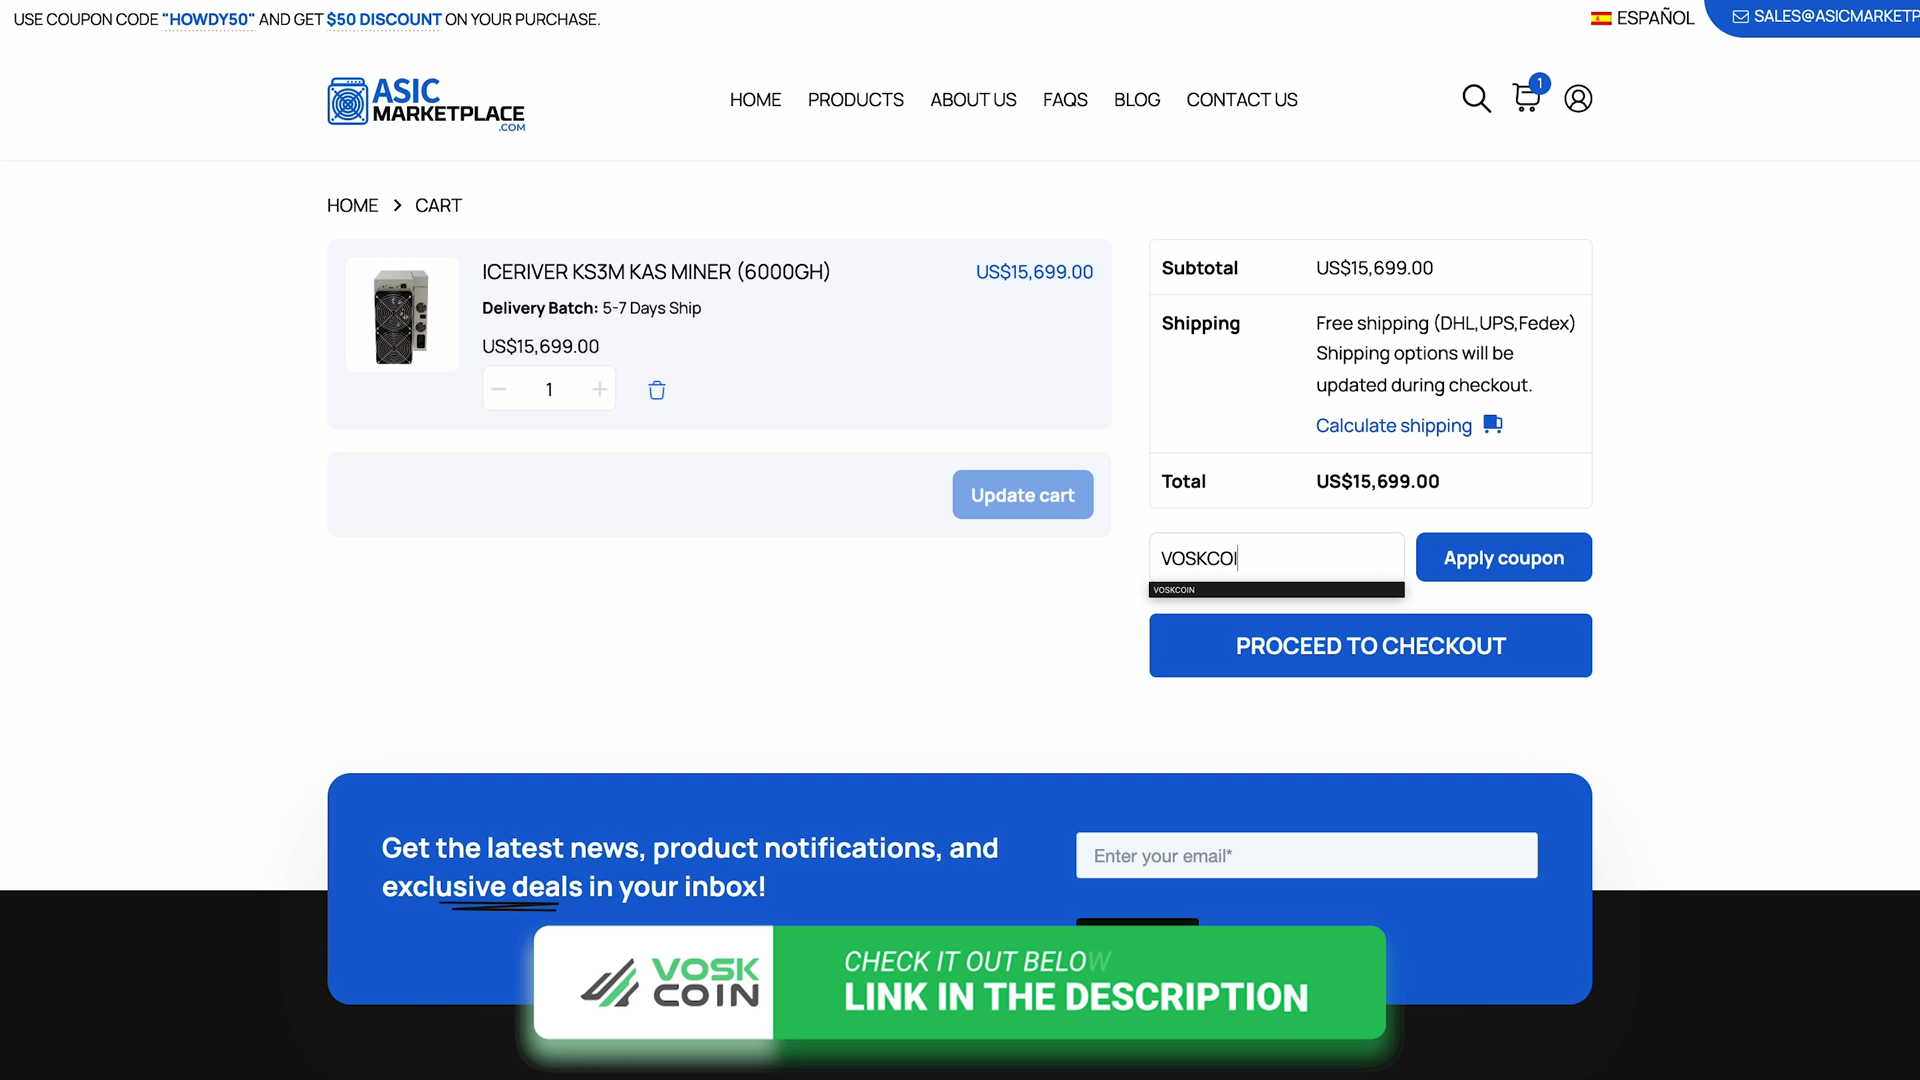 USE COUPON CODE "HOWDY50" AND GET $50 DISCOUNT ON YOUR PURCHASE.
ESPAÑOL
SALES@ASICMARKETP
ASIC
MARKETPLACE
.COM
HOME PRODUCTS ABOUT US FAQS BLOG CONTACT US
1
HOME > CART
ICERIVER KS3M KAS MINER (6000GH)
US$15,699.00
Delivery Batch: 5-7 Days Ship
US$15,699.00
1
Update cart
Subtotal US$15,699.00
Shipping Free shipping (DHL,UPS,Fedex)
Shipping options will be
updated during checkout.
Calculate shipping
Total US$15,699.00
VOSKCOI
Apply coupon
VOSKCOIN
PROCEED TO CHECKOUT
Get the latest news, product notifications, and
exclusive deals in your inbox!
Enter your email*
VOSK
COIN
CHECK IT OUT BELOW
LINK IN THE DESCRIPTION